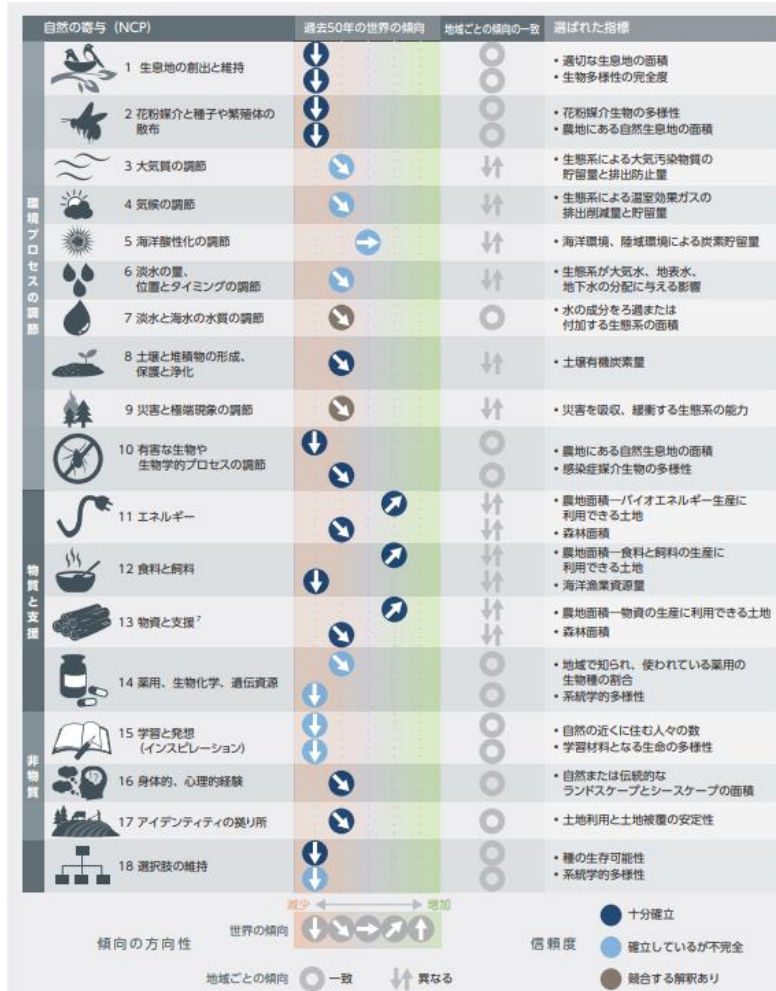 自然の寄与（NCP）
過去50年の世界の傾向
地域ごとの傾向の一致
選ばれた指標
環境プロセスの調節
1 生息地の創出と維持
・適切な生息地の面積
・生物多様性の完全度
2 花粉媒介と種子や繁殖体の
散布
・花粉媒介生物の多様性
・農地にある自然生息地の面積
3 大気質の調節
・生態系による大気汚染物質の
貯留量と排出防止量
4 気候の調節
・生態系による温室効果ガスの
排出削減量と貯留量
5 海洋酸性化の調節
・海洋環境、陸域環境による炭素貯留量
6 淡水の量、
位置とタイミングの調節
・生態系が大気水、地表水、
地下水の分配に与える影響
7 淡水と海水の水質の調節
・水の成分をろ過または
付加する生態系の面積
8 土壌と堆積物の形成、
保護と浄化
・土壌有機炭素量
9 災害と極端現象の調節
・災害を吸収、緩衝する生態系の能力
10 有害な生物や
生物学的プロセスの調節
・農地にある自然生息地の面積
・感染症媒介生物の多様性
物質と支援
11 エネルギー
・農地面積―バイオエネルギー生産に
利用できる土地
・森林面積
12 食料と飼料
・農地面積―食料と飼料の生産に
利用できる土地
・海洋漁業資源量
13 物資と支援7
・農地面積―物資の生産に利用できる土地
・森林面積
14 薬用、生物化学、遺伝資源
・地域で知られ、使われている薬用の
生物種の割合
・系統学的多様性
非物質
15 学習と発想
（インスピレーション）
・自然の近くに住む人々の数
・学習材料となる生命の多様性
16 身体的、心理的経験
・自然または伝統的な
ランドスケープとシースケープの面積
17 アイデンティティの拠り所
・土地利用と土地被覆の安定性
18 選択肢の維持
・種の生存可能性
・系統学的多様性
減少
増加
傾向の方向性
世界の傾向
地域ごとの傾向
一致
異なる
信頼度
十分確立
確立しているが不完全
競合する解釈あり